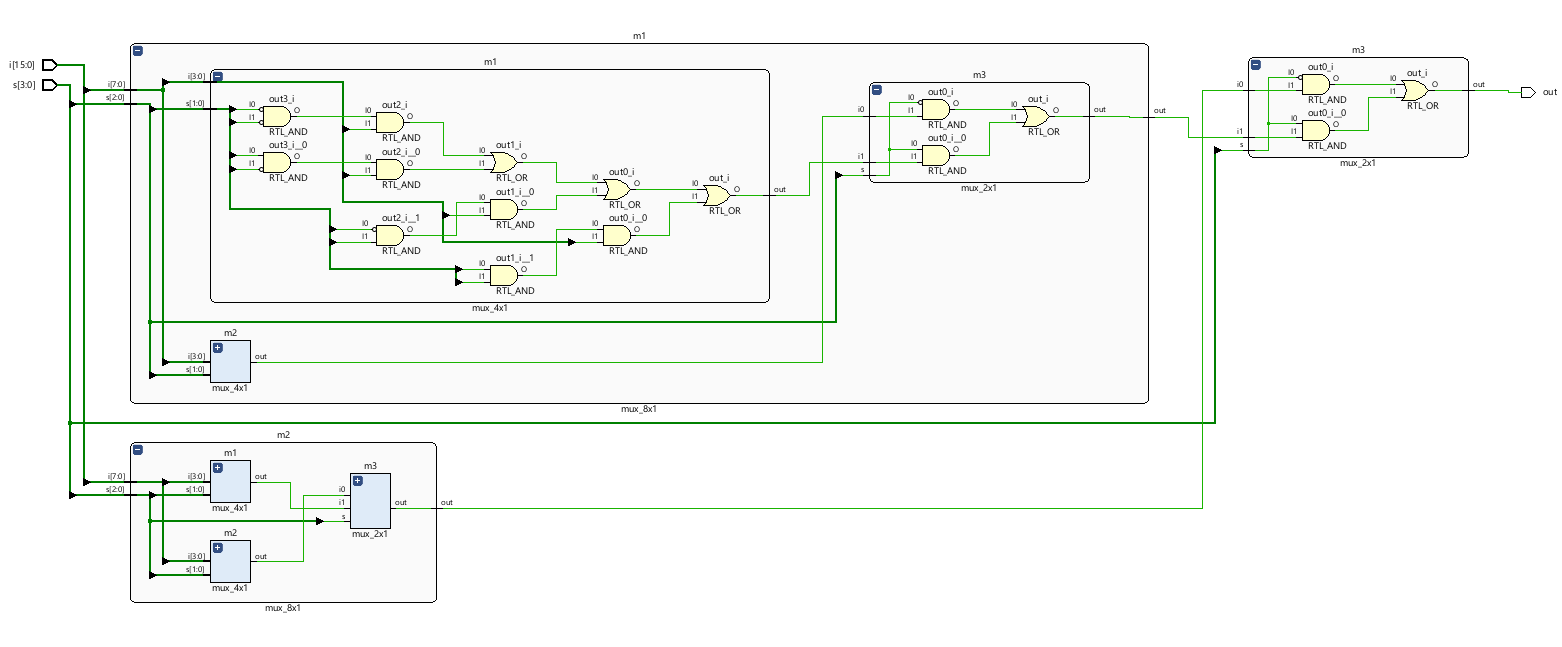 m1
m3
i[15:0]
s[3:0]
i[7:0]
s[2:0]
m1
i[3:0]
s[1:0]
out3_i
I0
I1
O
RTL_AND
out3_i__0
I0
I1
O
RTL_AND
out2_i
I0
I1
O
RTL_AND
out2_i__0
I0
I1
O
RTL_AND
out2_i__1
I0
I1
O
RTL_AND
out1_i
I0
I1
O
RTL_OR
out1_i__0
I0
I1
O
RTL_AND
out1_i__1
I0
I1
O
RTL_AND
out0_i
I0
I1
O
RTL_OR
out0_i__0
I0
I1
O
RTL_AND
out_i
I0
I1
O
RTL_OR
out
mux_4x1
m3
i0
i1
s
out0_i
I0
I1
O
RTL_AND
out0_i__0
I0
I1
O
RTL_AND
out_i
I0
I1
O
RTL_OR
out
mux_2x1
out
m2
i[3:0]
s[1:0]
out
mux_4x1
mux_8x1
i0
i1
s
out0_i
I0
I1
O
RTL_AND
out0_i__0
I0
I1
O
RTL_AND
out_i
I0
I1
O
RTL_OR
out
mux_2x1
out
m2
i[7:0]
s[2:0]
m1
i[3:0]
s[1:0]
out
mux_4x1
m3
i0
i1
s
out
mux_2x1
out
m2
i[3:0]
s[1:0]
out
mux_4x1
mux_8x1